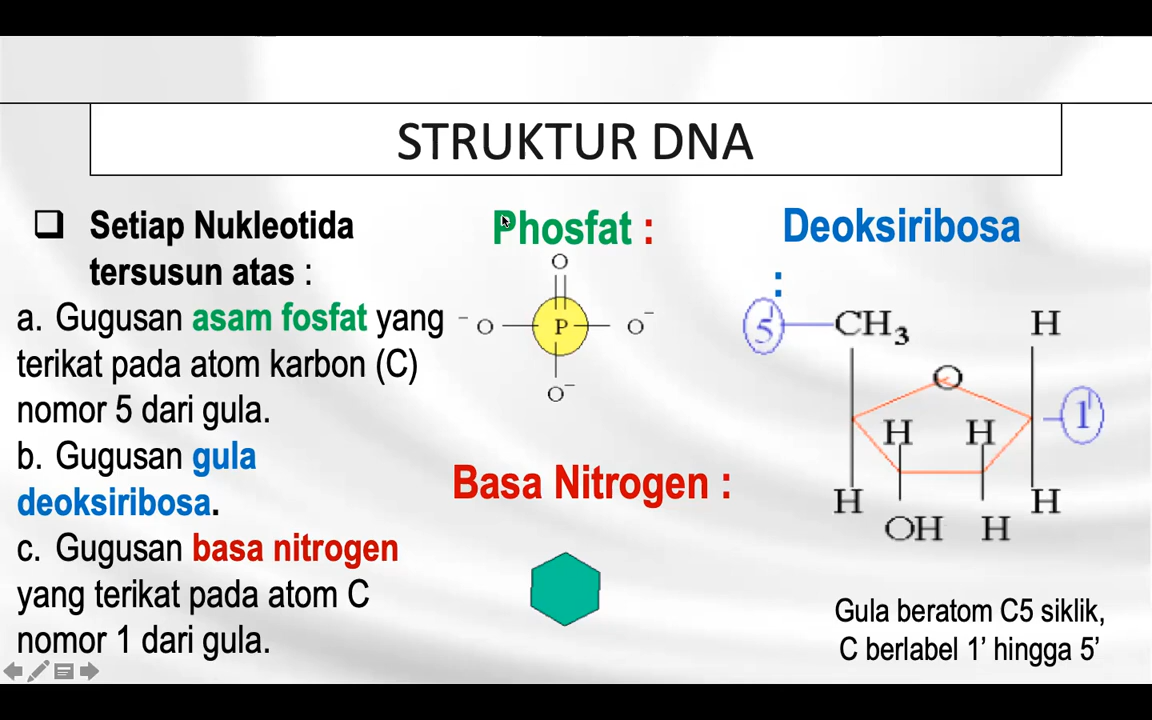 STRUKTUR DNA
❑ Setiap Nukleotida
tersusun atas :
a. Gugusan asam fosfat yang
terikat pada atom karbon (C)
nomor 5 dari gula.
b. Gugusan gula
deoksiribosa.
c. Gugusan basa nitrogen
yang terikat pada atom C
nomor 1 dari gula.
Phosfat :
O
⁻O P O⁻
O⁻
Basa Nitrogen :
Deoksiribosa
:
5' CH₃ H
O
H H 1'
H H
OH H
Gula beratom C5 siklik,
C berlabel 1’ hingga 5’